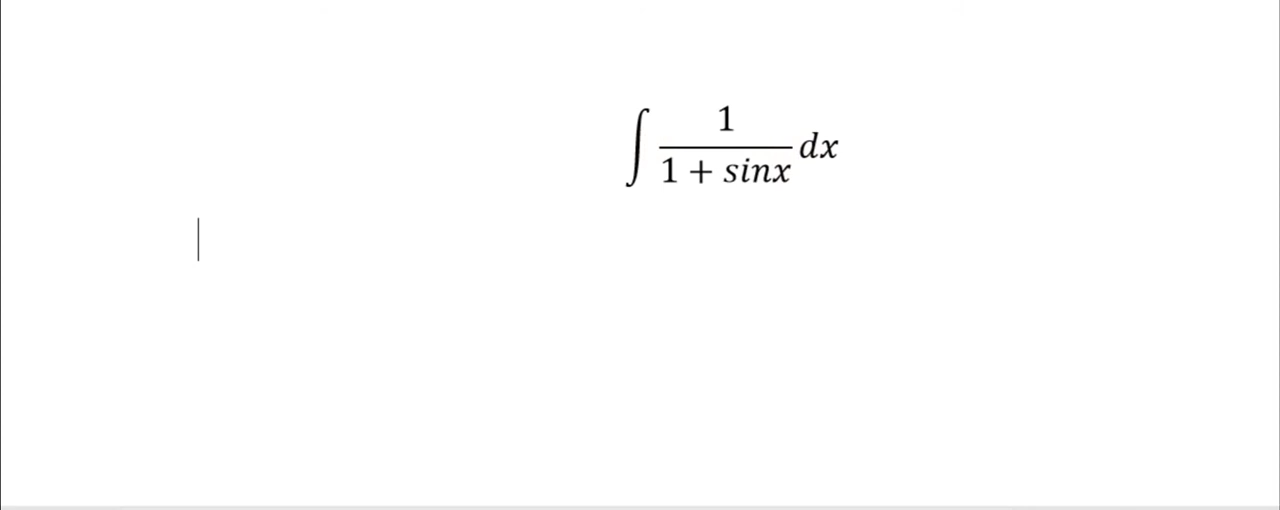 ∫ 1/(1 + sinx) dx